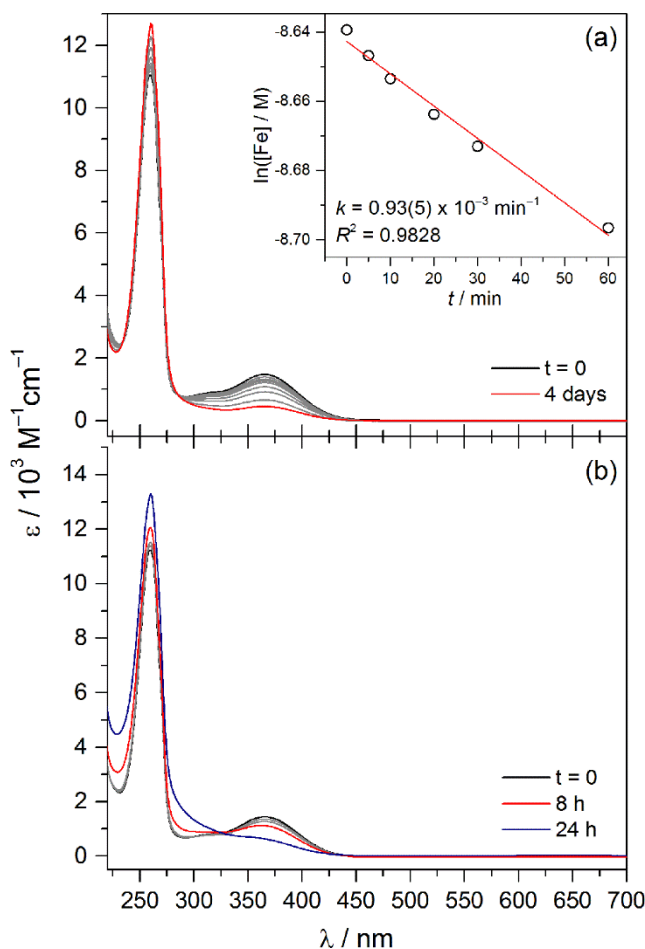 (a)
12
10
8
6
4
2
0
-8.64
-8.66
-8.68
-8.70
ln([Fe] / M)
k = 0.93(5) x 10⁻³ min⁻¹
R² = 0.9828
0 10 20 30 40 50 60
t / min
t = 0
4 days
ε / 10³ M⁻¹cm⁻¹
(b)
14
12
10
8
6
4
2
0
t = 0
8 h
24 h
250 300 350 400 450 500 550 600 650 700
λ / nm